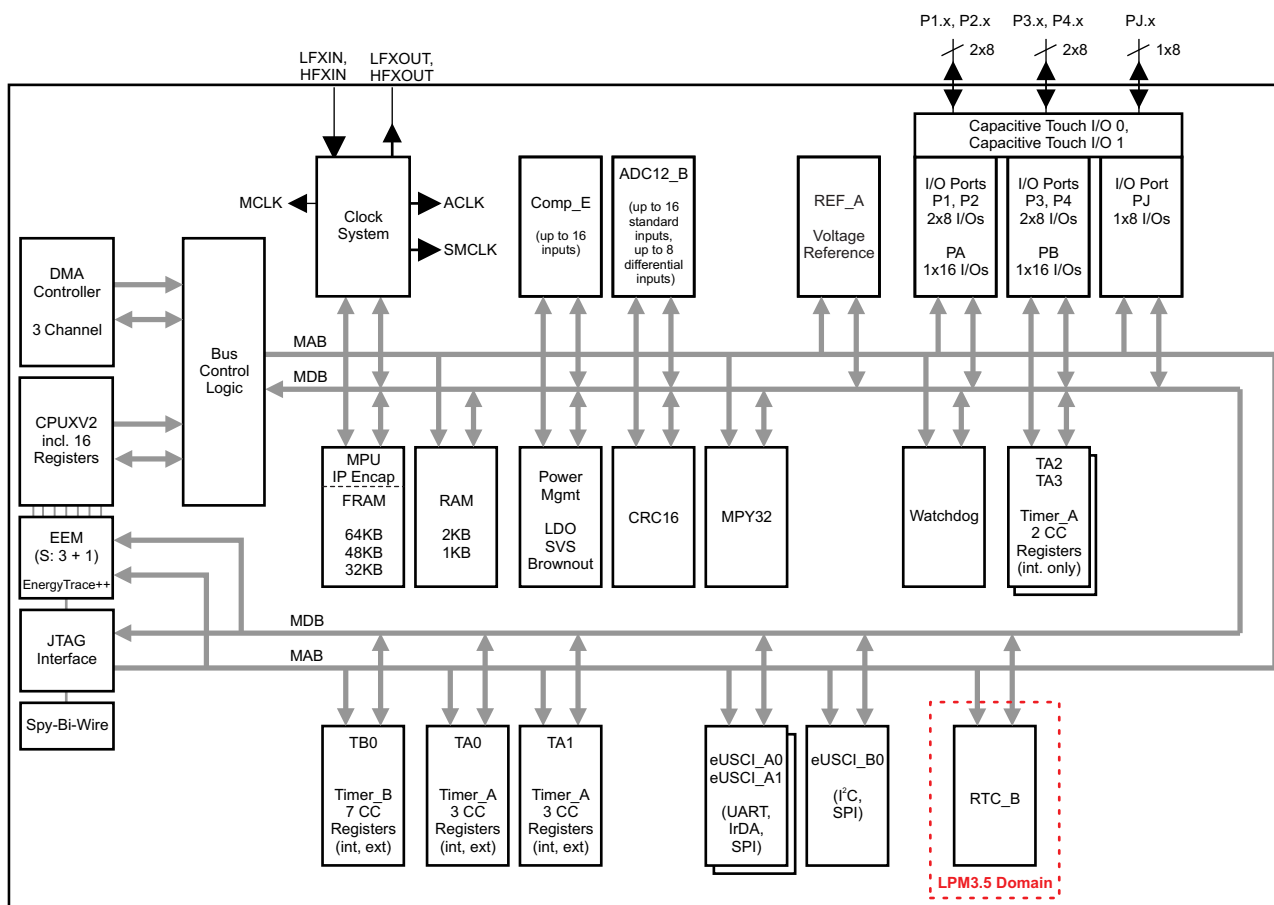 P1.x, P2.x
P3.x, P4.x
PJ.x
2x8
2x8
1x8
LFXIN,
HFXIN
LFXOUT,
HFXOUT
Capacitive Touch I/O 0,
Capacitive Touch I/O 1
MCLK
Clock
System
ACLK
SMCLK
Comp_E
(up to 16
inputs)
ADC12_B
(up to 16
standard
inputs,
up to 8
differential
inputs)
REF_A
Voltage
Reference
I/O Ports
P1, P2
2x8 I/Os
PA
1x16 I/Os
I/O Ports
P3, P4
2x8 I/Os
PB
1x16 I/Os
I/O Port
PJ
1x8 I/Os
DMA
Controller
3 Channel
Bus
Control
Logic
MAB
MDB
CPUXV2
incl. 16
Registers
MPU
IP Encap
FRAM
64KB
48KB
32KB
RAM
2KB
1KB
Power
Mgmt
LDO
SVS
Brownout
CRC16
MPY32
Watchdog
TA2
TA3
Timer_A
2 CC
Registers
(int. only)
EEM
(S: 3 + 1)
EnergyTrace++
JTAG
Interface
MDB
MAB
Spy-Bi-Wire
TB0
Timer_B
7 CC
Registers
(int, ext)
TA0
Timer_A
3 CC
Registers
(int, ext)
TA1
Timer_A
3 CC
Registers
(int, ext)
eUSCI_A0
eUSCI_A1
(UART,
IrDA,
SPI)
eUSCI_B0
(I²C,
SPI)
RTC_B
LPM3.5 Domain